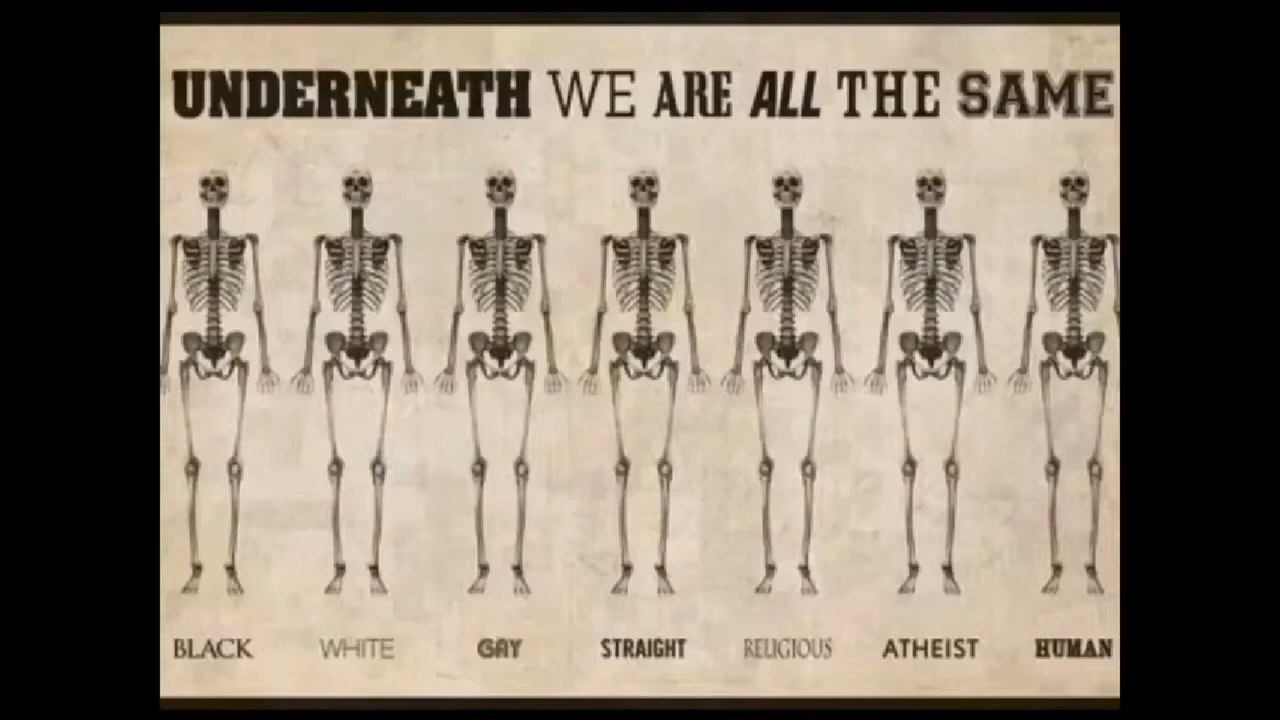 UNDERNEATH WE ARE ALL THE SAME
BLACK WHITE GAY STRAIGHT RELIGIOUS ATHEIST HUMAN